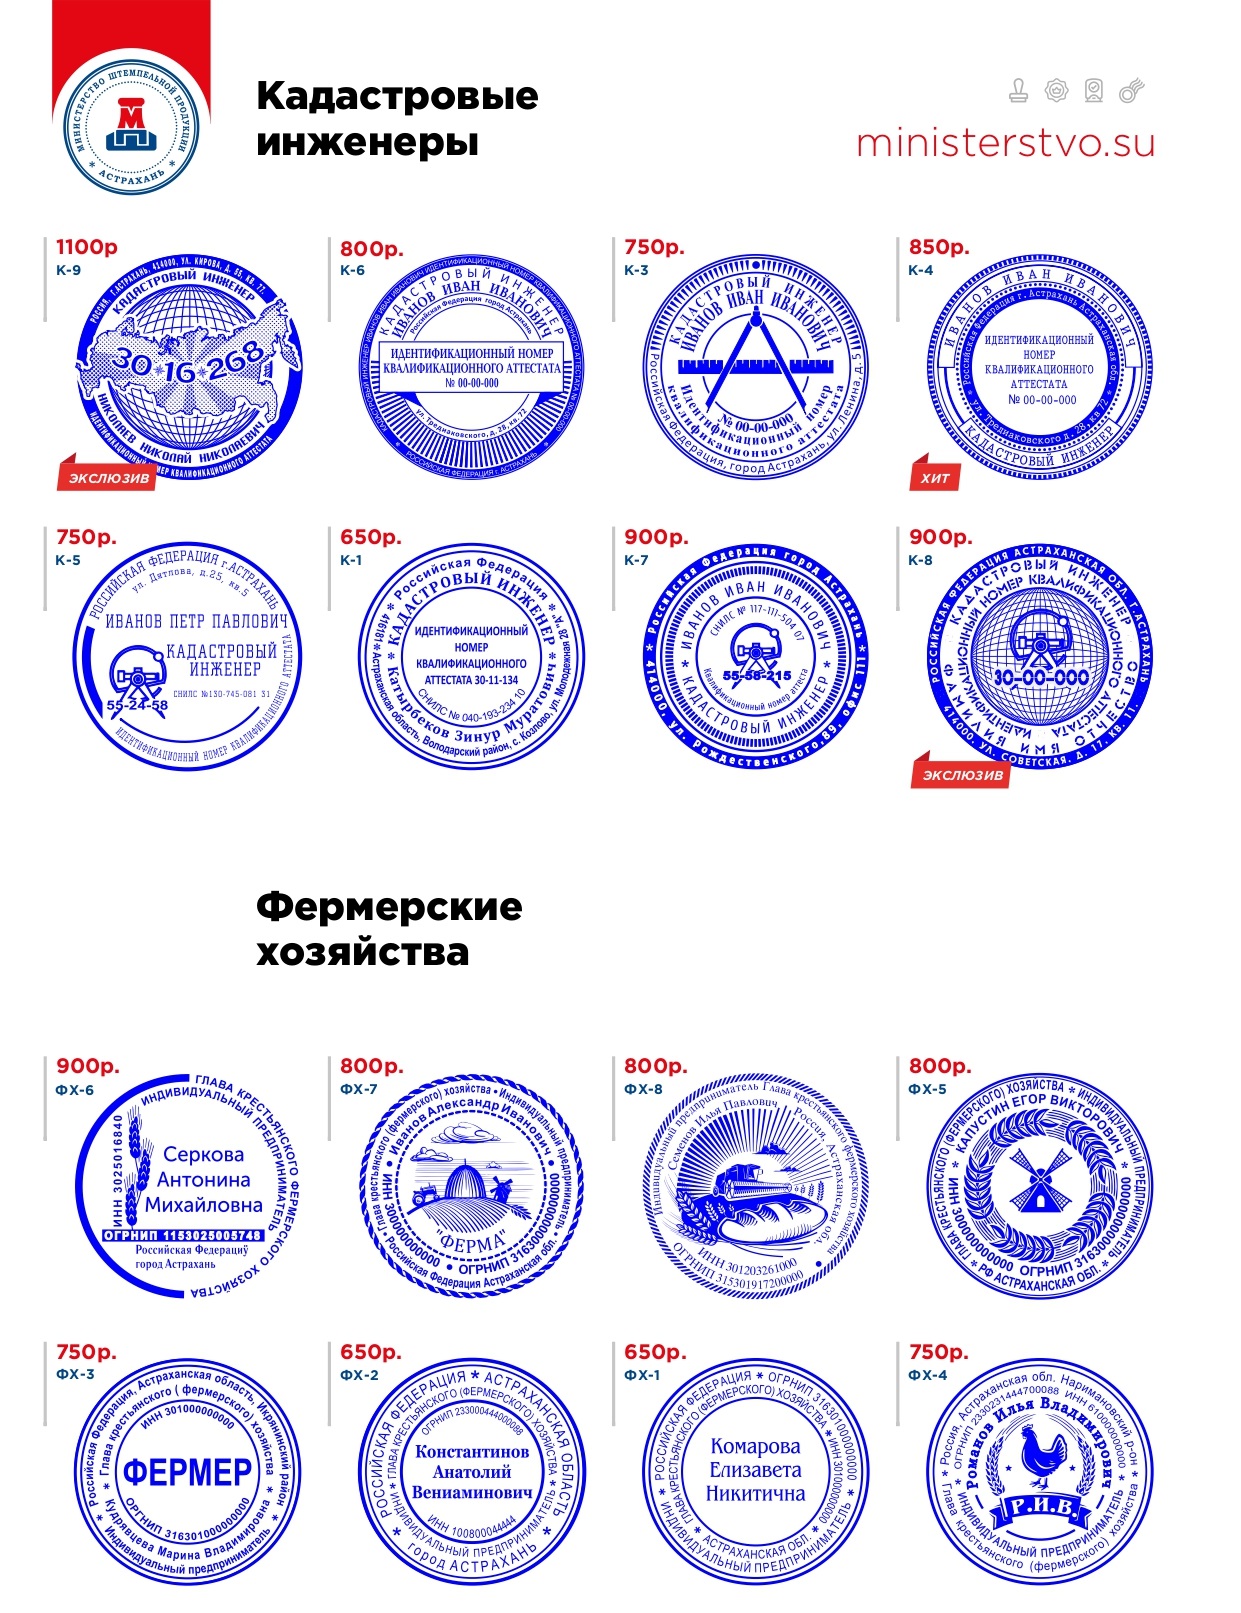 МИНИСТЕРСТВО ШТЕМПЕЛЬНОЙ ПРОДУКЦИИ
* АСТРАХАНЬ *
М
Кадастровые
инженеры
ministerstvo.su
1100р
К-9
РОССИЯ, Г.АСТРАХАНЬ, 414000, УЛ. КИРОВА, Д. 55, КВ. 77.
КАДАСТРОВЫЙ ИНЖЕНЕР
30*16*268
НИКОЛАЕВ НИКОЛАЙ НИКОЛАЕВИЧ
КВАЛИФИКАЦИОННОГО АТТЕСТАТА
ЭКСЛЮЗИВ
800р.
К-6
КАДАСТРОВЫЙ ИНЖЕНЕР
ИВАНОВ ИВАН ИВАНОВИЧ
Российская Федерация город Астрахань
ИДЕНТИФИКАЦИОННЫЙ НОМЕР
КВАЛИФИКАЦИОННОГО АТТЕСТАТА
№ 00-00-000
ул. Тредиаковского, д. 28, кв 72
* РОССИЙСКАЯ ФЕДЕРАЦИЯ г. АСТРАХАНЬ *
750р.
К-3
КАДАСТРОВЫЙ ИНЖЕНЕР
ИВАНОВ ИВАН ИВАНОВИЧ
№ 00-00-000
Идентификационный номер
квалификационного аттестата
Российская Федерация, город Астрахань, ул. Ленина, д. 5
850р.
К-4
ИВАНОВ ИВАН ИВАНОВИЧ
Российская Федерация г. Астрахань Астраханская обл.
ИДЕНТИФИКАЦИОННЫЙ
НОМЕР
КВАЛИФИКАЦИОННОГО
АТТЕСТАТА
№ 00-00-000
* ул. Тредиаковского д. 28, кв 72 *
КАДАСТРОВЫЙ ИНЖЕНЕР
ХИТ
750р.
К-5
РОССИЙСКАЯ ФЕДЕРАЦИЯ г.АСТРАХАНЬ
ул. Дятлова, д.25, кв.5
ИВАНОВ ПЕТР ПАВЛОВИЧ
КАДАСТРОВЫЙ
ИНЖЕНЕР
СНИЛС №130-745-081 31
55-24-58
ИДЕНТИФИКАЦИОННЫЙ НОМЕР КВАЛИФИКАЦИОННОГО АТТЕСТАТА
650р.
К-1
* Российская Федерация *
КАДАСТРОВЫЙ ИНЖЕНЕР
ИДЕНТИФИКАЦИОННЫЙ
НОМЕР
КВАЛИФИКАЦИОННОГО
АТТЕСТАТА 30-11-134
СНИЛС № 040-193-234 10
* Катырбеков Зинур Муратович *
416181*Астраханская область, Володарский район, с. Козлово, ул. Молодежная 28 "А"
900р.
К-7
* Российская Федерация город Астрахань *
ИВАНОВ ИВАН ИВАНОВИЧ
СНИЛС № 117-111-504 07
55-58-215
Квалификационный номер аттеста
* КАДАСТРОВЫЙ ИНЖЕНЕР *
414000, ул. рождественского.89, офис 111
900р.
К-8
РОССИЙСКАЯ ФЕДЕРАЦИЯ АСТРАХАНСКАЯ ОБЛ. Г.АСТРАХАНЬ
КАДАСТРОВЫЙ ИНЖЕНЕР
ИДЕНТИФИКАЦИОННЫЙ НОМЕР КВАЛИФИКАЦИОННОГО АТТЕСТАТА
30-00-000
ФАМИЛИЯ ИМЯ ОТЧЕСТВО
414000, УЛ. СОВЕТСКАЯ, Д. 17, КВ. 11.
ЭКСЛЮЗИВ
Фермерские
хозяйства
900р.
ФХ-6
ГЛАВА КРЕСТЬЯНСКОГО ФЕРМЕРСКОГО ХОЗЯЙСТВА
ИНДИВИДУАЛЬНЫЙ ПРЕДПРИНИМАТЕЛЬ
ИНН 3025016840
Серкова
Антонина
Михайловна
ОГРНИП 1153025005748
Российская Федерациў
город Астрахань
800р.
ФХ-7
Глава крестьянского (фермерского) хозяйства • Индивидуальный предприниматель
Иванов Александр Иванович
"ФЕРМА"
ИНН 300000000000 • ОГРНИП 316300000000000
• Российская Федерация Астраханская обл. •
800р.
ФХ-8
Индивидуальный предприниматель Глава крестьянского фермерского хозяйства.
Семенов Илья Павлович Россия, Астраханская обл.
ИНН 301203261000
ОГРНИП 315301917200000
800р.
ФХ-5
* ГЛАВА КРЕСТЬЯНСКОГО (ФЕРМЕРСКОГО) ХОЗЯЙСТВА * ИНДИВИДУАЛЬНЫЙ ПРЕДПРИНИМАТЕЛЬ *
* КАПУСТИН ЕГОР ВИКТОРОВИЧ *
ИНН 300000000000 ОГРНИП 316300000000000
РФ АСТРАХАНСКАЯ ОБЛ.
750р.
ФХ-3
Российская Федерация, Астраханская область, Икрянинский район
Глава крестьянского ( фермерского) хозяйства
ИНН 301000000000
ФЕРМЕР
ОГРНИП 316301000000000
* Кудрявцева Марина Владимировна *
* Индивидуальный предприниматель *
650р.
ФХ-2
РОССИЙСКАЯ ФЕДЕРАЦИЯ * АСТРАХАНСКАЯ ОБЛАСТЬ
ГЛАВА КРЕСТЬЯНСКОГО (ФЕРМЕРСКОГО) ХОЗЯЙСТВА
ОГРНИП 233000444000088
Константинов
Анатолий
Вениаминович
ИНН 100800044444
* ИНДИВИДУАЛЬНЫЙ ПРЕДПРИНИМАТЕЛЬ *
* город АСТРАХАНЬ *
650р.
ФХ-1
РОССИЙСКАЯ ФЕДЕРАЦИЯ * ОГРНИП 316301000000000
ГЛАВА КРЕСТЬЯНСКОГО (ФЕРМЕРСКОГО) ХОЗЯЙСТВА * ИНН 301000000000
Комарова
Елизавета
Никитична
* АСТРАХАНСКАЯ ОБЛ. *
* ИНДИВИДУАЛЬНЫЙ ПРЕДПРИНИМАТЕЛЬ *
750р.
ФХ-4
* Россия, Астраханская обл. Наримановский р-он *
ОГРНИП 2330231444700088 ИНН 610000000000
Романов Илья Владимирович
Р.И.В.
* ИНДИВИДУАЛЬНЫЙ ПРЕДПРИНИМАТЕЛЬ *
Глава крестьянского (фермерского) хозяйства